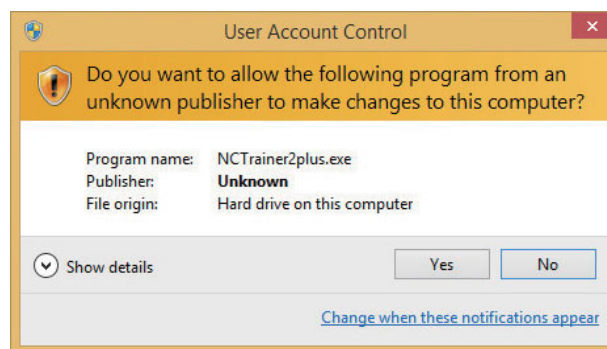 User Account Control
Do you want to allow the following program from an
unknown publisher to make changes to this computer?
Program name: NCTrainer2plus.exe
Publisher: Unknown
File origin: Hard drive on this computer
Show details Yes No
Change when these notifications appear